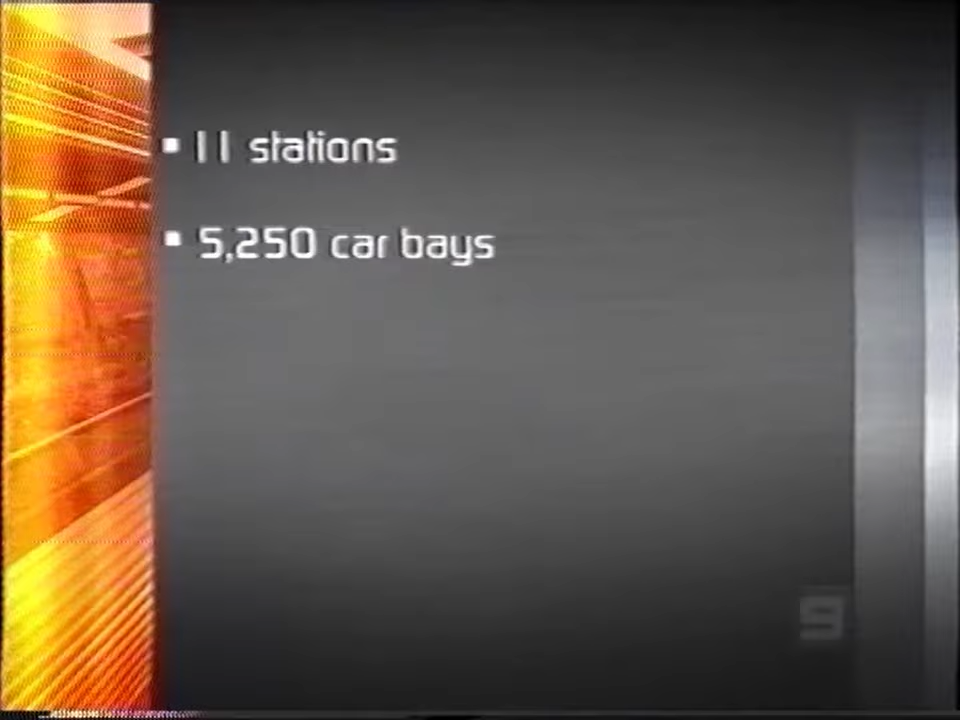 ▪ 11 stations
▪ 5,250 car bays
9